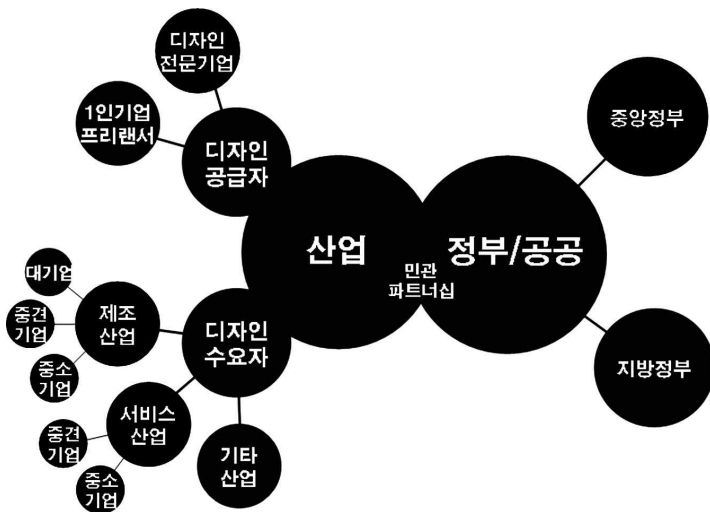 디자인
전문기업
1인기업
프리랜서
디자인
공급자
중앙정부
산업
정부/공공
민관
파트너십
대기업
중견
기업
중소
기업
제조
산업
디자인
수요자
지방정부
서비스
산업
중견
기업
중소
기업
기타
산업